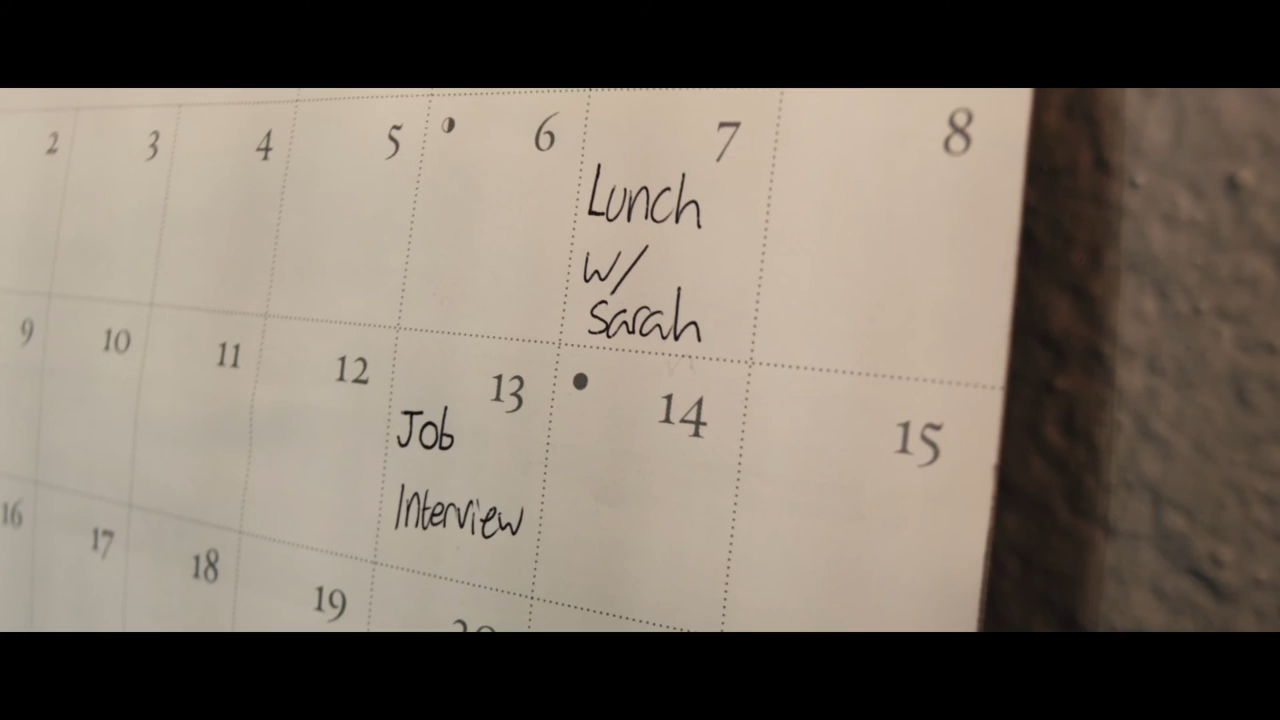 2 3 4 5 6 7 8
Lunch
w/
Sarah
9 10 11 12 13 14 15
Job
Interview
16 17 18 19